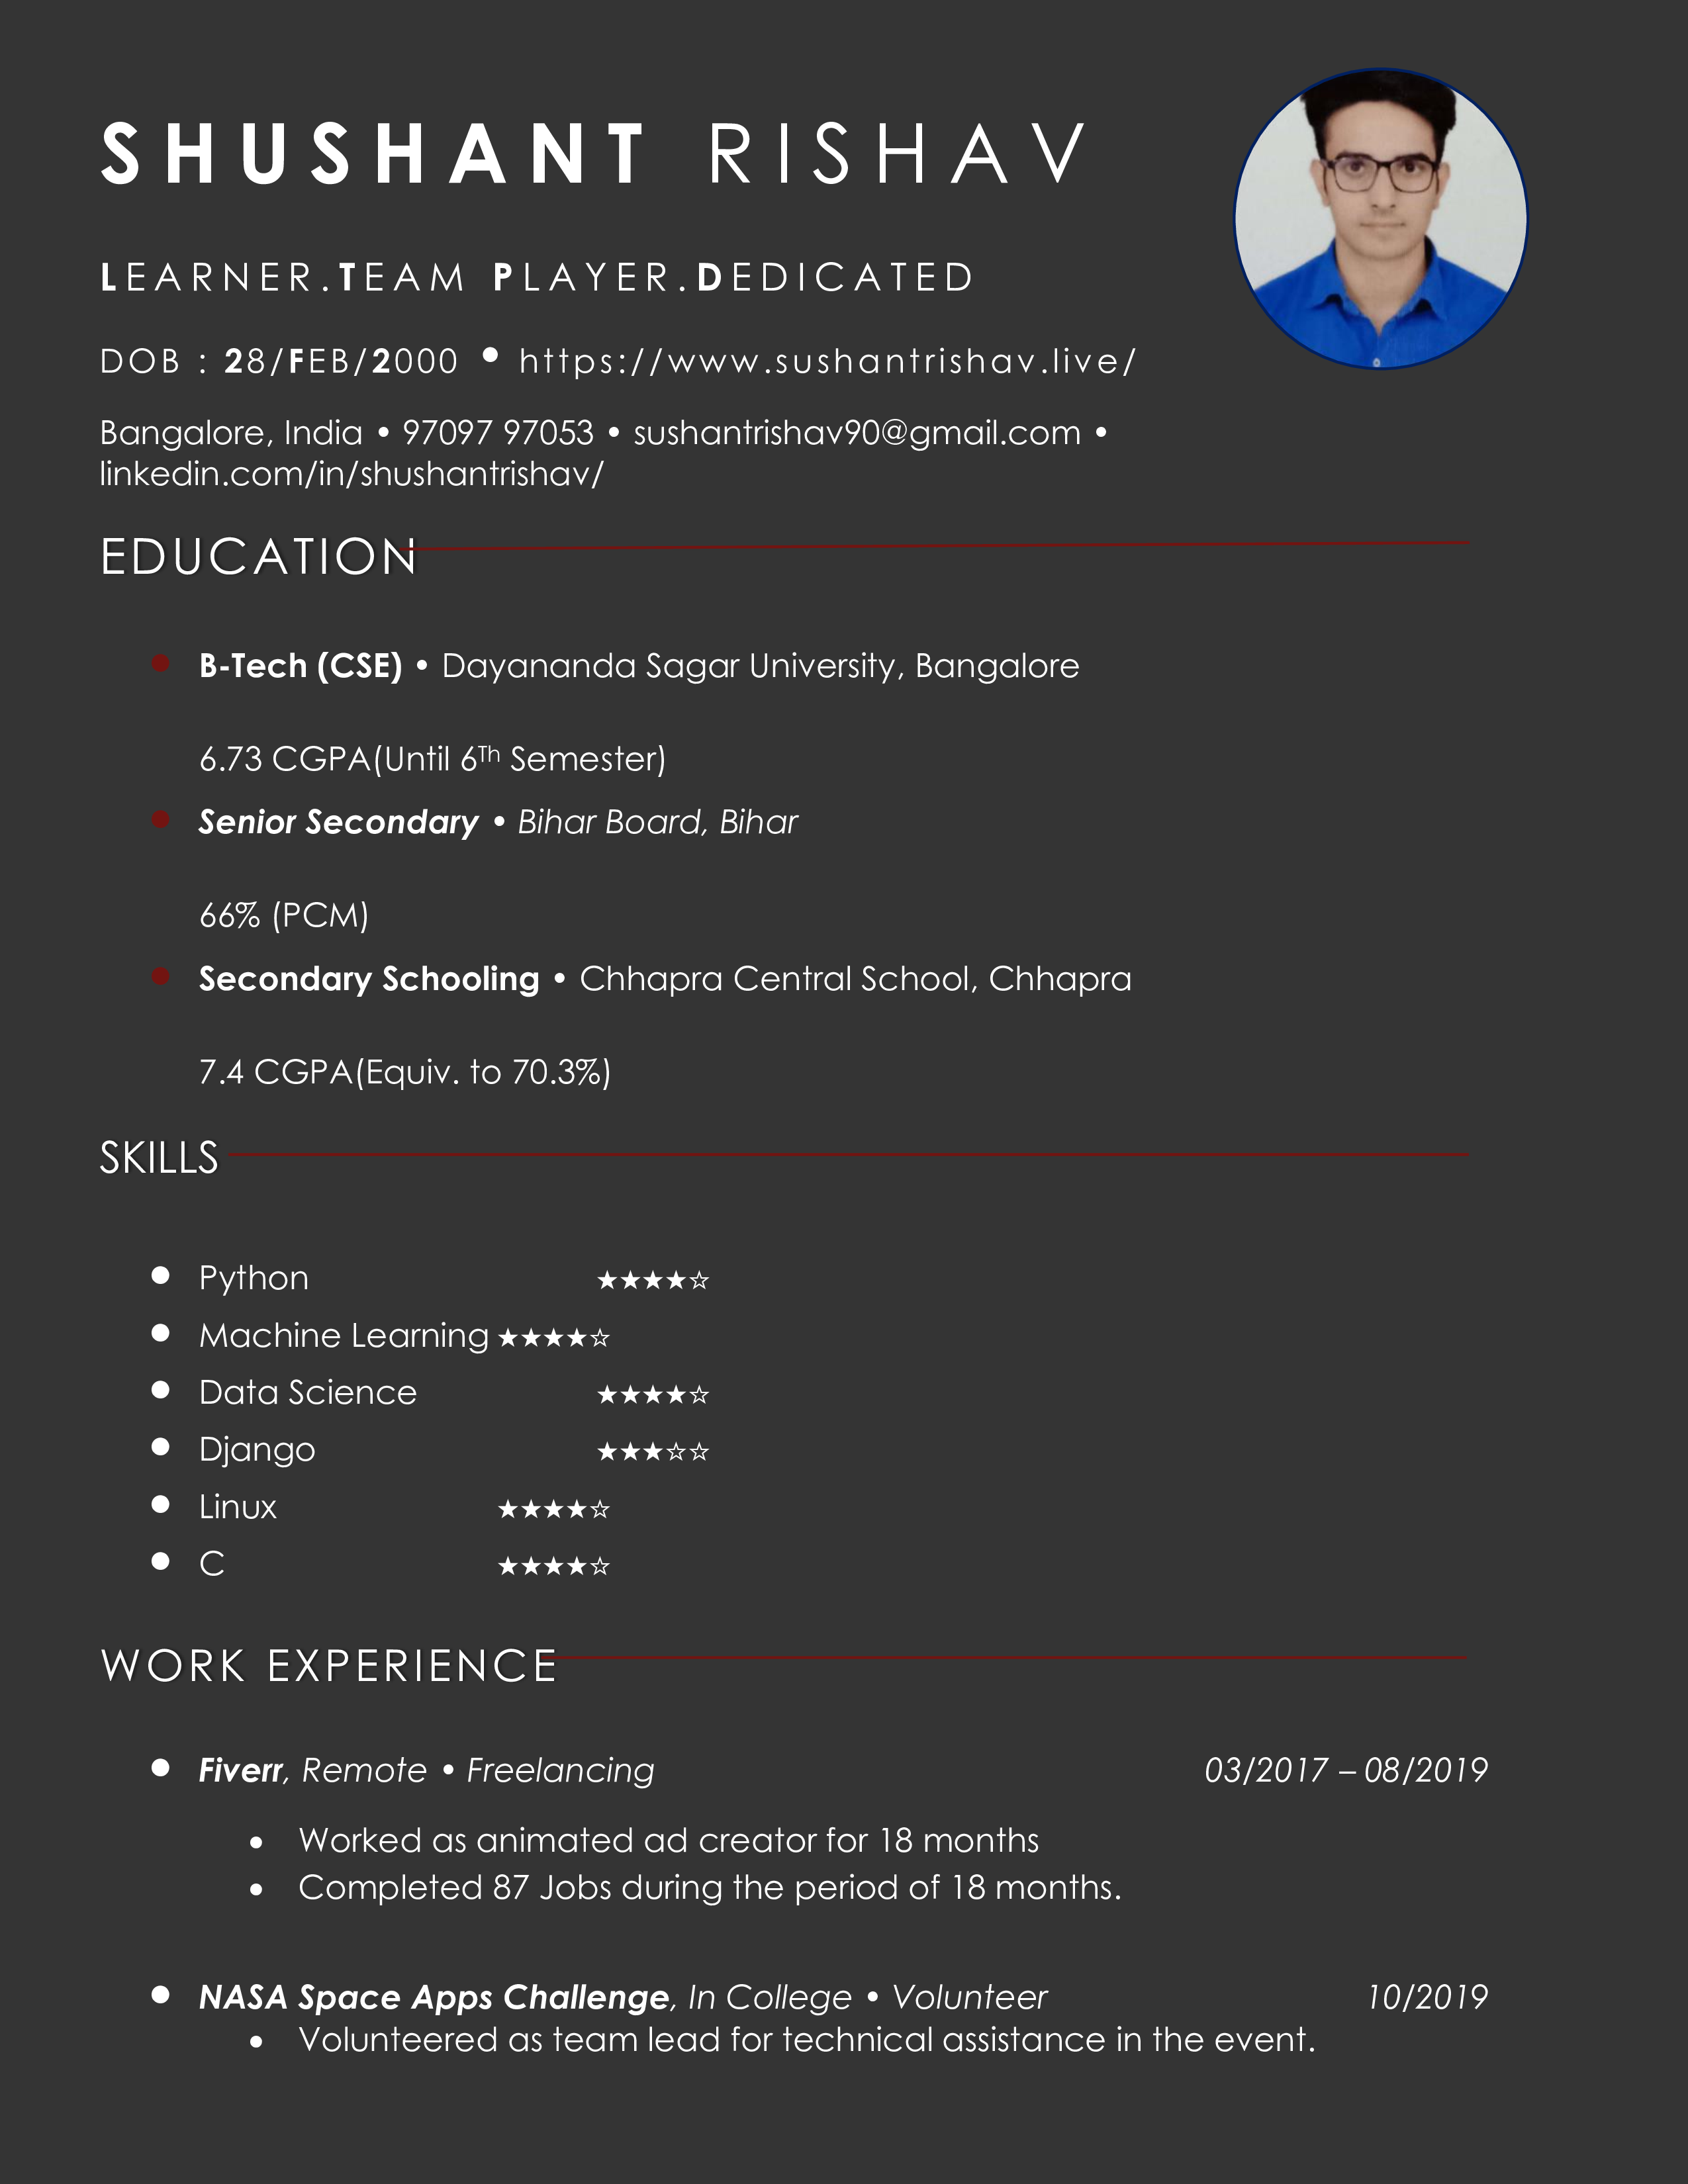 SHUSHANT RISHAV
LEARNER.TEAM PLAYER.DEDICATED
DOB : 28/FEB/2000 • https://www.sushantrishav.live/
Bangalore, India • 97097 97053 • sushantrishav90@gmail.com •
linkedin.com/in/shushantrishav/
EDUCATION
• B-Tech (CSE) • Dayananda Sagar University, Bangalore
6.73 CGPA(Until 6Th Semester)
• Senior Secondary • Bihar Board, Bihar
66% (PCM)
• Secondary Schooling • Chhapra Central School, Chhapra
7.4 CGPA(Equiv. to 70.3%)
SKILLS
• Python ★★★★☆
• Machine Learning ★★★★☆
• Data Science ★★★★☆
• Django ★★★☆☆
• Linux ★★★★☆
• C ★★★★☆
WORK EXPERIENCE
• Fiverr, Remote • Freelancing 03/2017 – 08/2019
• Worked as animated ad creator for 18 months
• Completed 87 Jobs during the period of 18 months.
• NASA Space Apps Challenge, In College • Volunteer 10/2019
• Volunteered as team lead for technical assistance in the event.